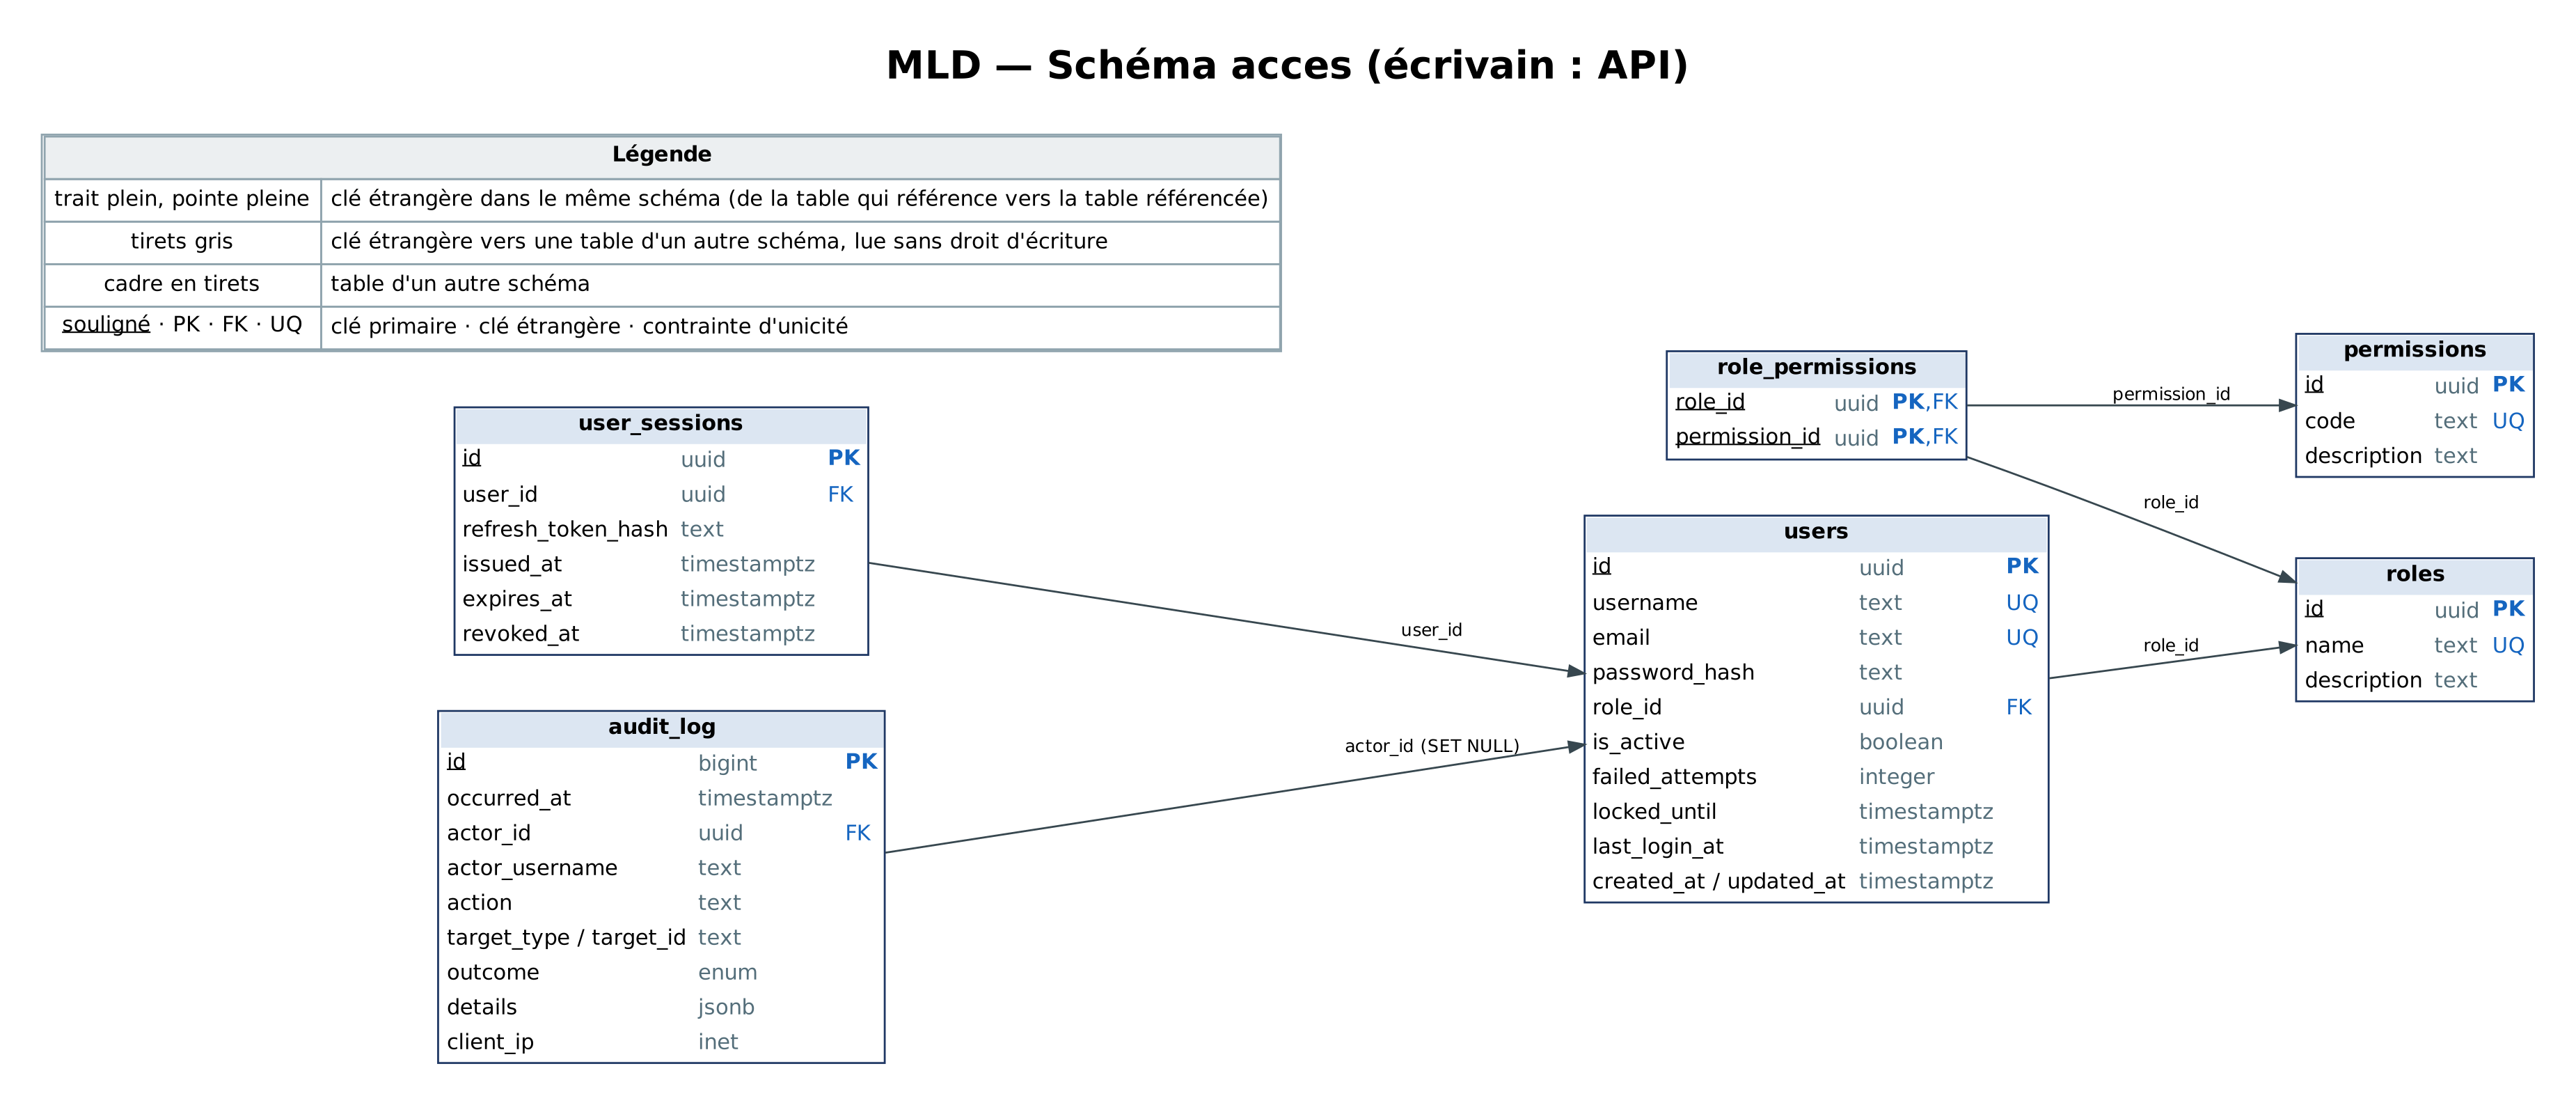 MLD — Schéma acces (écrivain : API)
Légende
trait plein, pointe pleine clé étrangère dans le même schéma (de la table qui référence vers la table référencée)
tirets gris clé étrangère vers une table d'un autre schéma, lue sans droit d'écriture
cadre en tirets table d'un autre schéma
souligné · PK · FK · UQ clé primaire · clé étrangère · contrainte d'unicité
user_sessions
id uuid PK
user_id uuid FK
refresh_token_hash text
issued_at timestamptz
expires_at timestamptz
revoked_at timestamptz
audit_log
id bigint PK
occurred_at timestamptz
actor_id uuid FK
actor_username text
action text
target_type / target_id text
outcome enum
details jsonb
client_ip inet
user_id
actor_id (SET NULL)
role_permissions
role_id uuid PK,FK
permission_id uuid PK,FK
users
id uuid PK
username text UQ
email text UQ
password_hash text
role_id uuid FK
is_active boolean
failed_attempts integer
locked_until timestamptz
last_login_at timestamptz
created_at / updated_at timestamptz
permission_id
role_id
role_id
permissions
id uuid PK
code text UQ
description text
roles
id uuid PK
name text UQ
description text